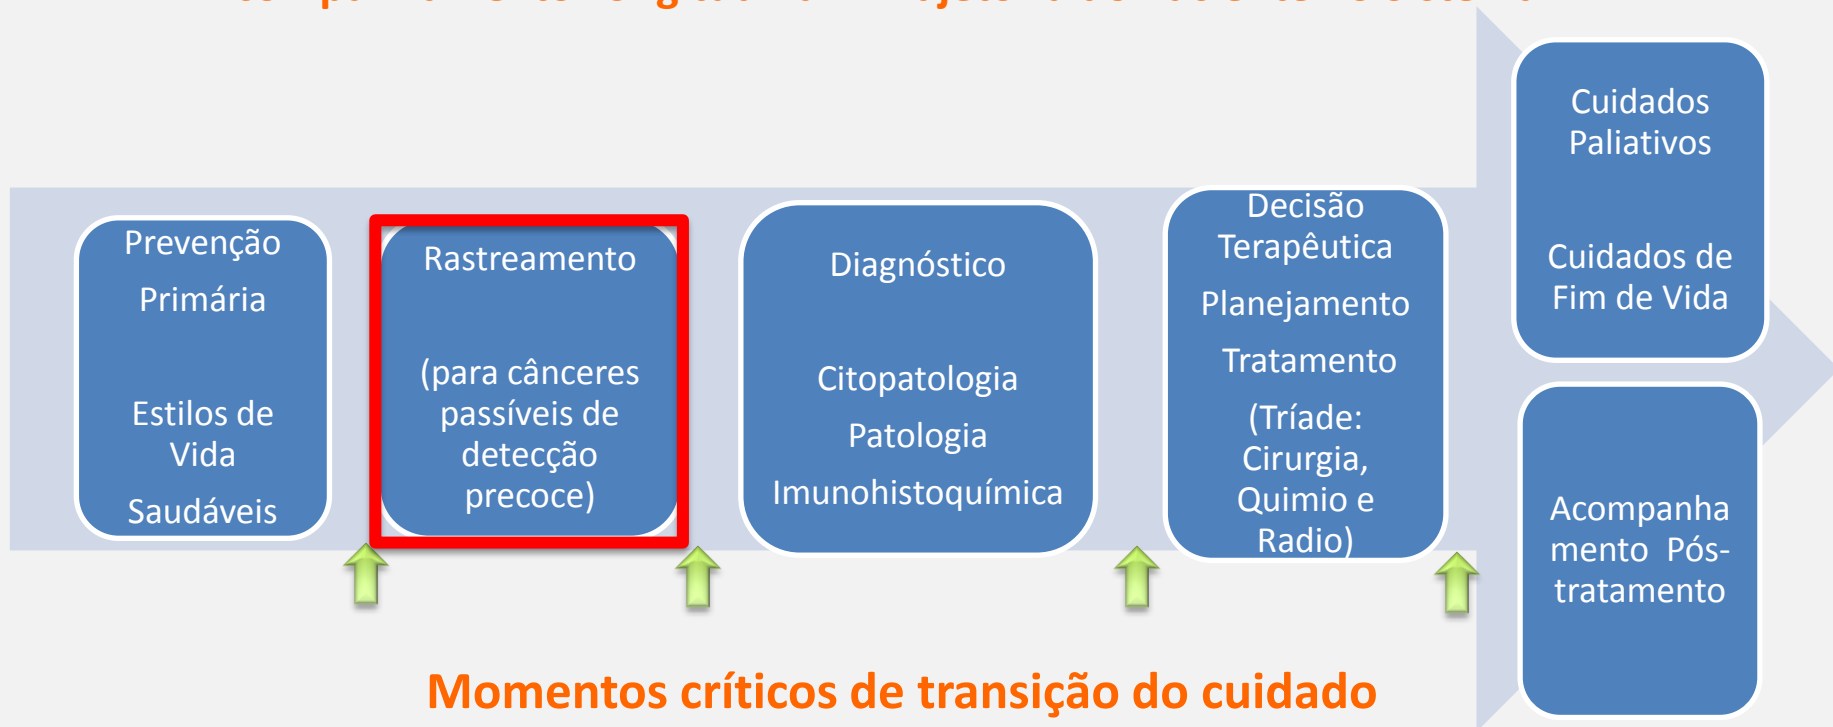 Prevenção
Primária
Estilos de
Vida
Saudáveis
Rastreamento
(para cânceres
passíveis de
detecção
precoce)
Diagnóstico
Citopatologia
Patologia
Imunohistoquímica
Decisão
Terapêutica
Planejamento
Tratamento
(Tríade:
Cirurgia,
Quimio e
Radio)
Cuidados
Paliativos
Cuidados de
Fim de Vida
Acompanha
mento Pós-
tratamento
Momentos críticos de transição do cuidado